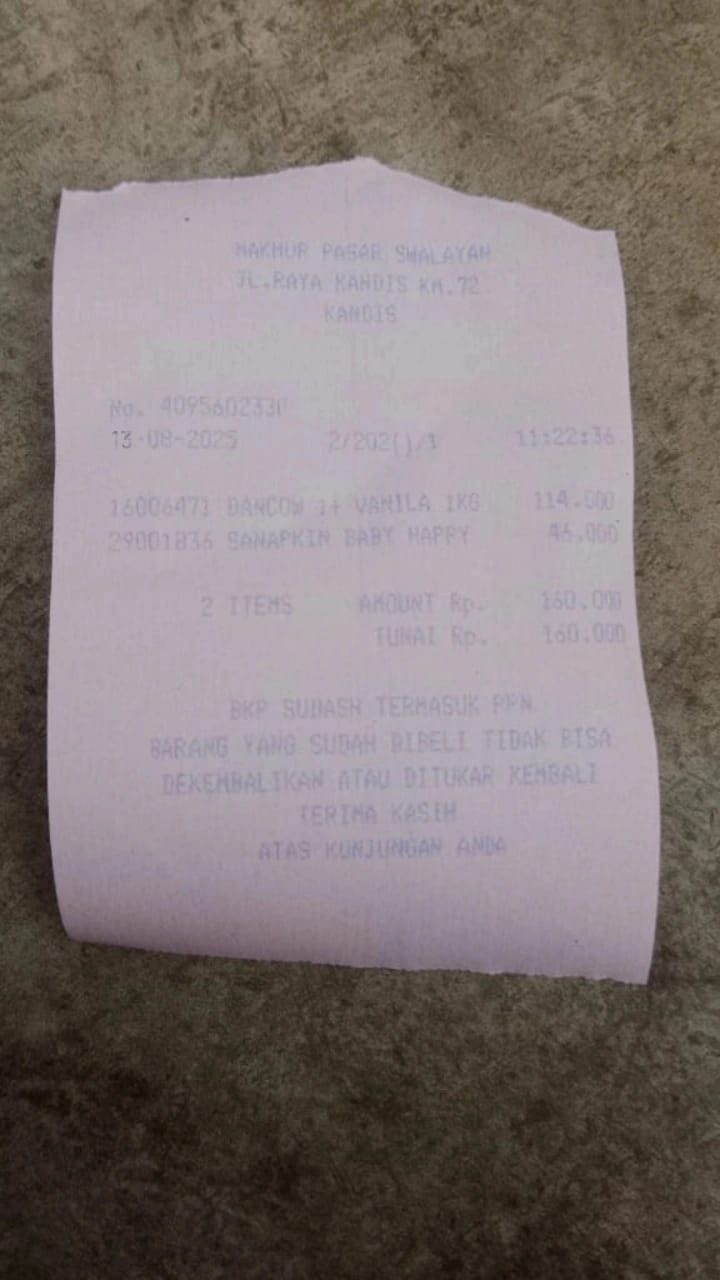 MAKMUR PASAR SWALAYAN
JL.RAYA KANDIS KM.72
KANDIS
No. 4095602330
13-08-2025 2/202()/1 11:22:36
16006471 DANCOW 1+ VANILA 1KG 114.000
29001836 SANAPKIN BABY HAPPY 46.000
2 ITEMS AMOUNT Rp. 160.000
TUNAI Rp. 160.000
BKP SUDASH TERMASUK PPN
BARANG YANG SUDAH DIBELI TIDAK BISA
DEKEMBALIKAN ATAU DITUKAR KEMBALI
TERIMA KASIH
ATAS KUNJUNGAN ANDA